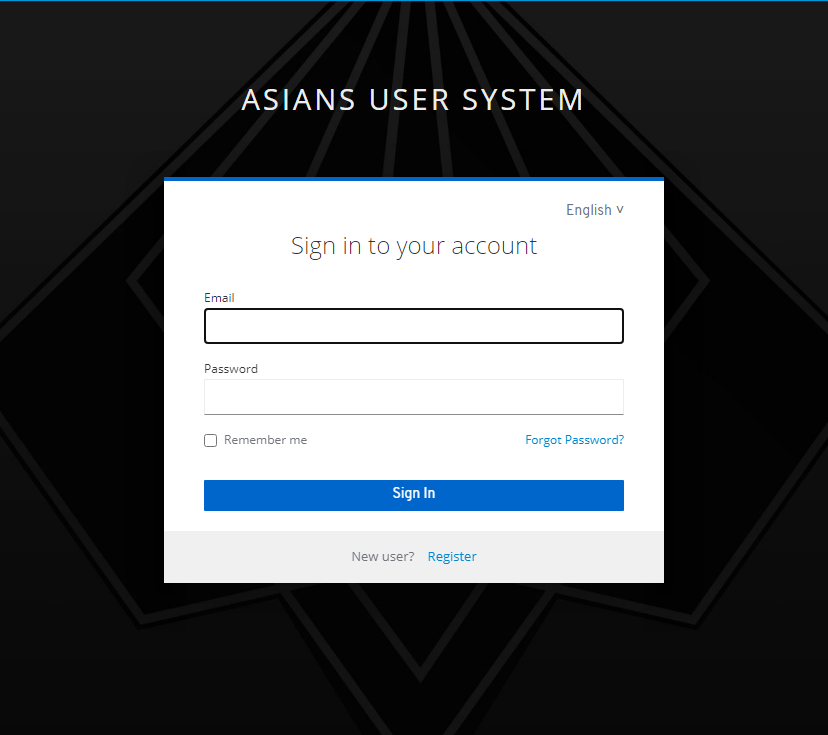 ASIANS USER SYSTEM
English
Sign in to your account
Email
Password
Remember me Forgot Password?
Sign In
New user? Register